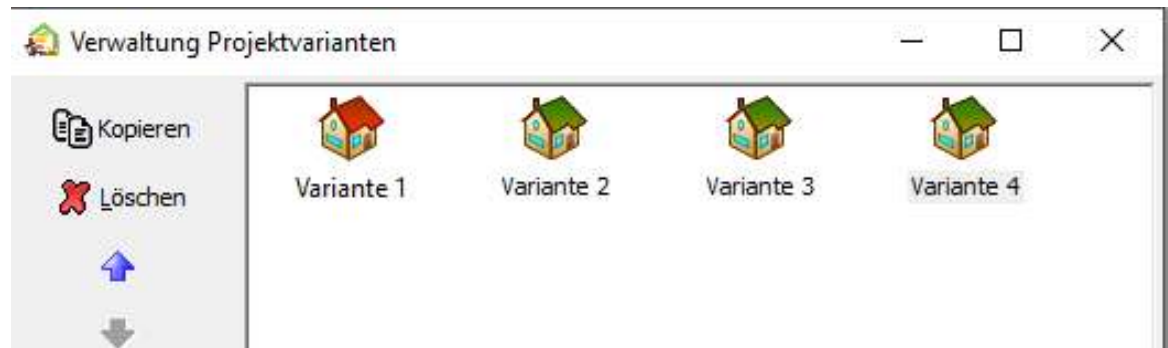 Verwaltung Projektvarianten
Kopieren
Löschen
Variante 1
Variante 2
Variante 3
Variante 4